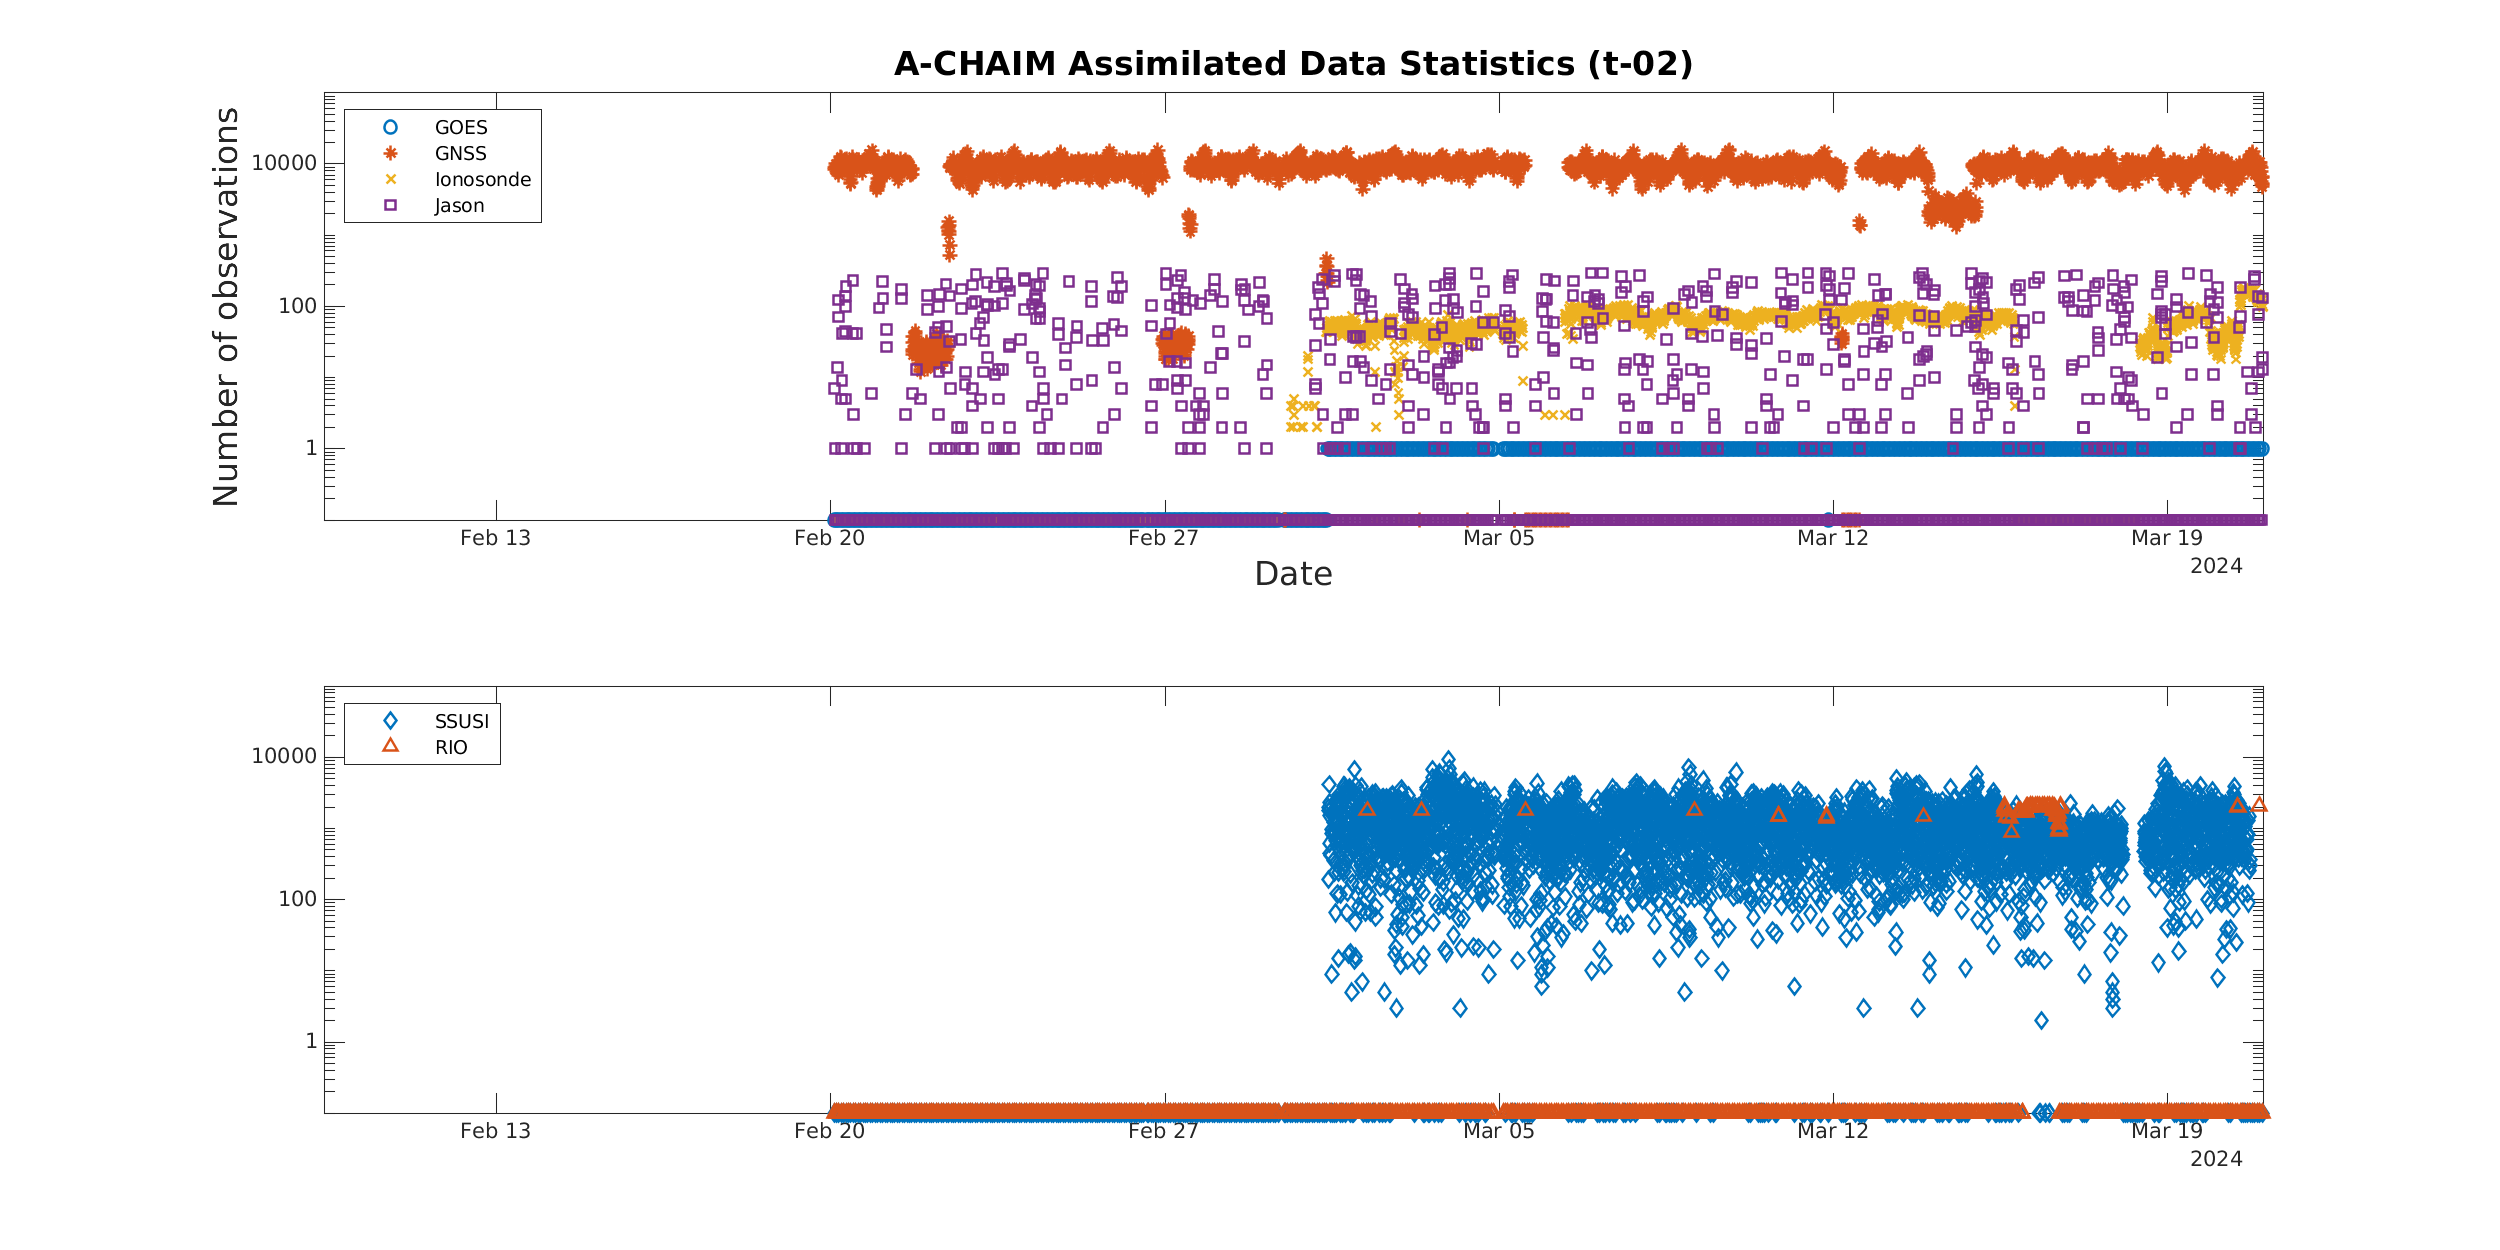 A-CHAIM Assimilated Data Statistics (t-02)
Number of observations
10000
100
1
GOES
GNSS
Ionosonde
Jason
Feb 13
Feb 20
Feb 27
Mar 05
Mar 12
Mar 19
2024
Date
10000
100
1
SSUSI
RIO
Feb 13
Feb 20
Feb 27
Mar 05
Mar 12
Mar 19
2024